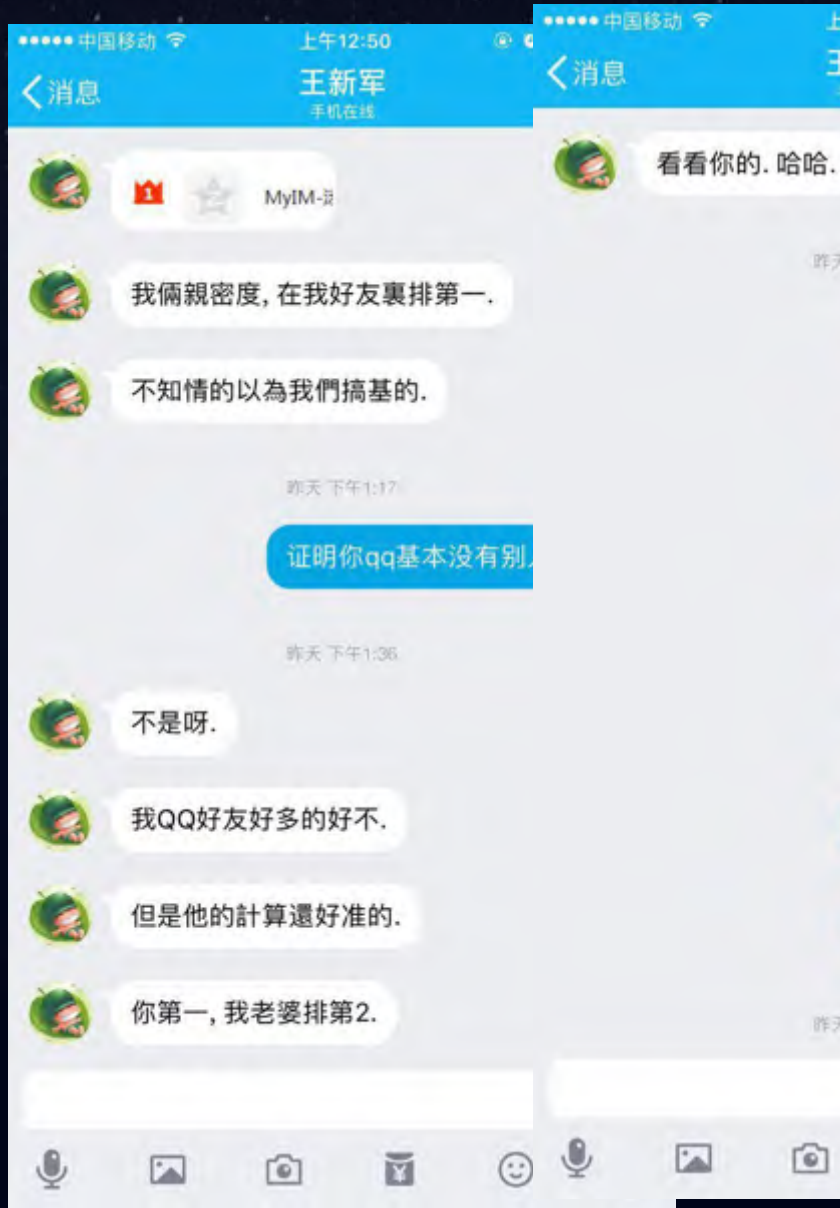 中国移动
上午12:50
消息
王新军
手机在线
1
MyIM-
我倆親密度, 在我好友裏排第一.
不知情的以為我們搞基的.
昨天 下午1:17
证明你qq基本没有别
昨天 下午1:36
不是呀.
我QQ好友好多的好不.
但是他的計算還好准的.
你第一, 我老婆排第2.
中国移动
上
消息
看看你的. 哈哈.
昨
昨